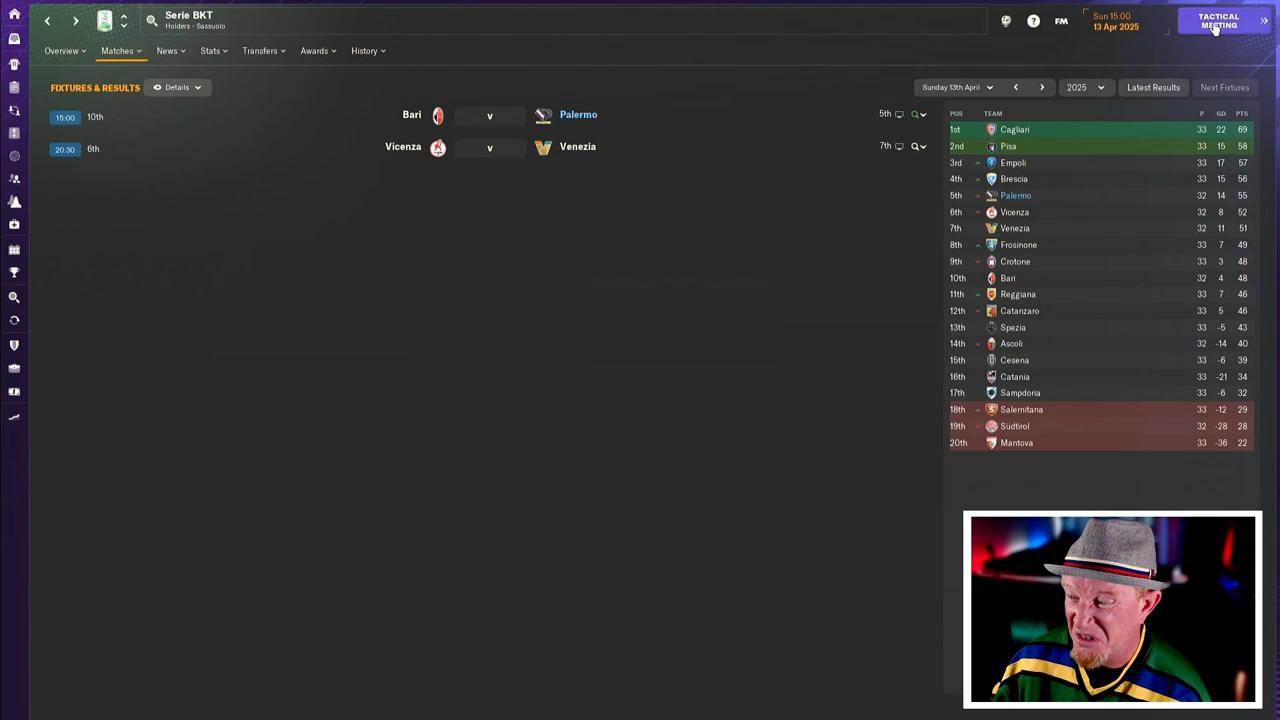 Serie BKT
Holders - Sassuolo
FM
Sun 15:00
13 Apr 2025
TACTICAL
MEETING
Overview
Matches
News
Stats
Transfers
Awards
History
FIXTURES & RESULTS
Details
Sunday 13th April
2025
Latest Results
Next Fixtures
15:00 10th Bari v Palermo 5th
20:30 6th Vicenza v Venezia 7th
POS TEAM P GD PTS
1st Cagliari 33 22 69
2nd Pisa 33 15 58
3rd Empoli 33 17 57
4th Brescia 33 15 56
5th Palermo 32 14 55
6th Vicenza 32 8 52
7th Venezia 32 11 51
8th Frosinone 33 7 49
9th Crotone 33 3 48
10th Bari 32 4 48
11th Reggiana 33 7 46
12th Catanzaro 33 5 46
13th Spezia 33 -5 43
14th Ascoli 32 -14 40
15th Cesena 33 -6 39
16th Catania 33 -21 34
17th Sampdoria 33 -6 32
18th Salernitana 33 -12 29
19th Südtirol 32 -28 28
20th Mantova 33 -36 22